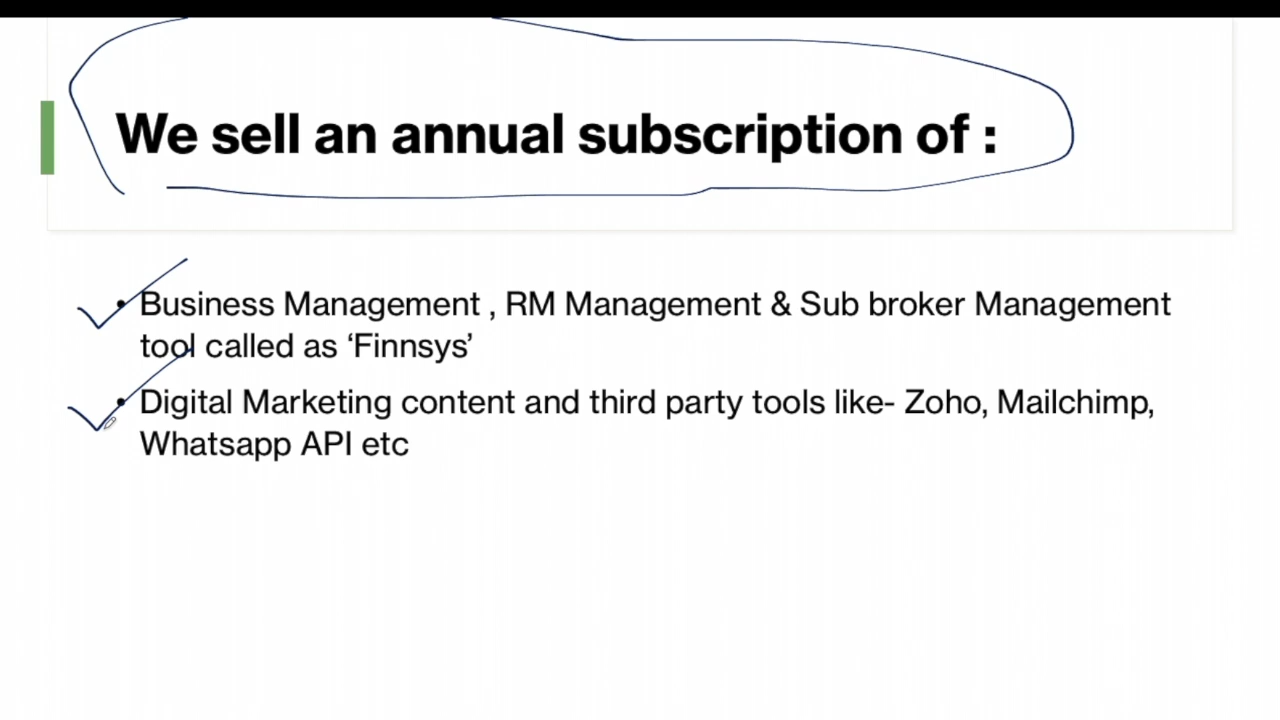 We sell an annual subscription of :
• Business Management , RM Management & Sub broker Management
tool called as ‘Finnsys’
• Digital Marketing content and third party tools like- Zoho, Mailchimp,
Whatsapp API etc